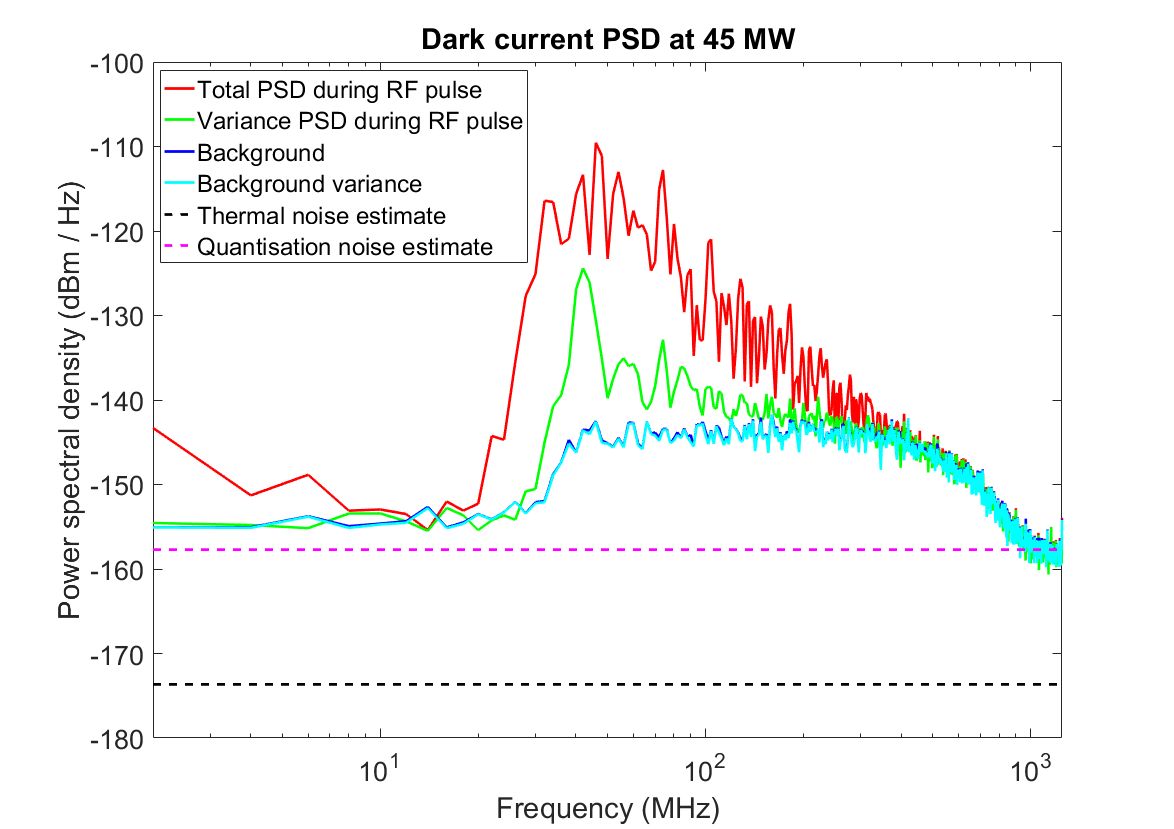 Dark current PSD at 45 MW
Total PSD during RF pulse
Variance PSD during RF pulse
Background
Background variance
Thermal noise estimate
Quantisation noise estimate
Power spectral density (dBm / Hz)
-100
-110
-120
-130
-140
-150
-160
-170
-180
10^1 10^2 10^3
Frequency (MHz)